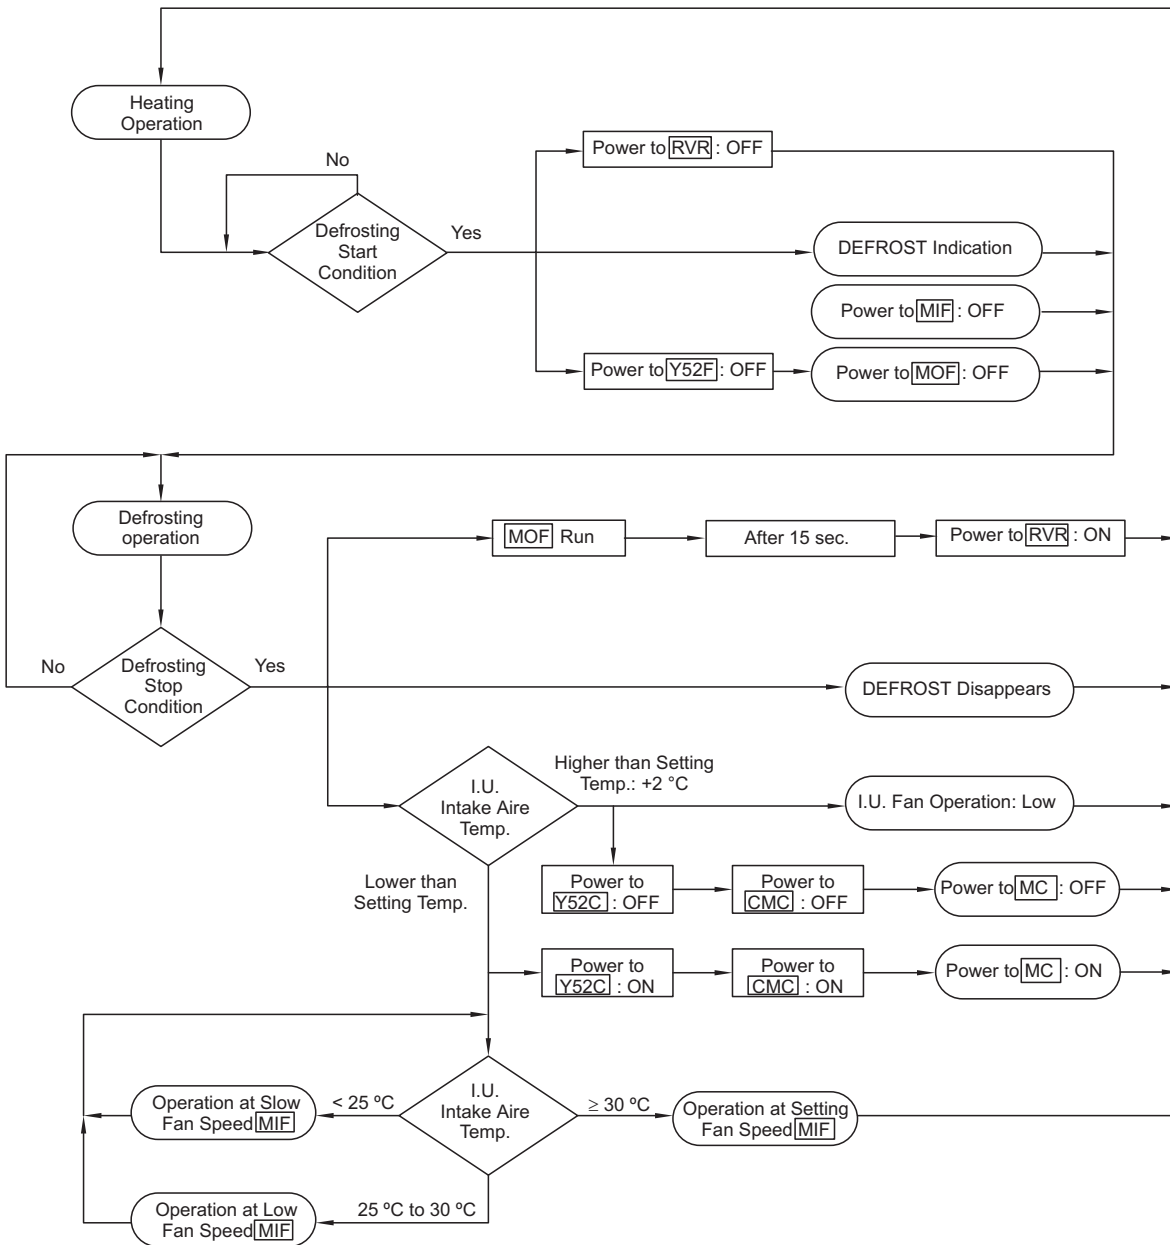 Heating
Operation
No
Defrosting
Start
Condition
Yes
Power to RVR : OFF
DEFROST Indication
Power to MIF : OFF
Power to Y52F : OFF
Power to MOF : OFF
Defrosting
operation
MOF Run
After 15 sec.
Power to RVR : ON
No
Defrosting
Stop
Condition
Yes
DEFROST Disappears
I.U.
Intake Aire
Temp.
Higher than Setting
Temp.: +2 °C
I.U. Fan Operation: Low
Lower than
Setting Temp.
Power to
Y52C : OFF
Power to
CMC : OFF
Power to MC : OFF
Power to
Y52C : ON
Power to
CMC : ON
Power to MC : ON
Operation at Slow
Fan Speed MIF
< 25 ºC
I.U.
Intake Aire
Temp.
≥ 30 ºC
Operation at Setting
Fan Speed MIF
Operation at Low
Fan Speed MIF
25 ºC to 30 ºC